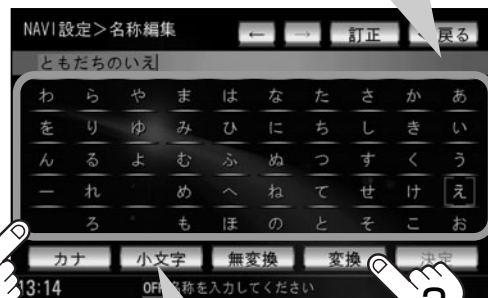 NAVI設定＞名称編集 ← → 訂正 戻る
ともだちのいえ
わ ら や ま は な た さ か あ
を り ゆ み ひ に ち し き い
ん る よ む ふ ぬ つ す く う
ー れ め へ ね て せ け え
ろ も ほ の と そ こ お
カナ 小文字 無変換 変換 決定
13:14 OFF 名称を入力してください
2